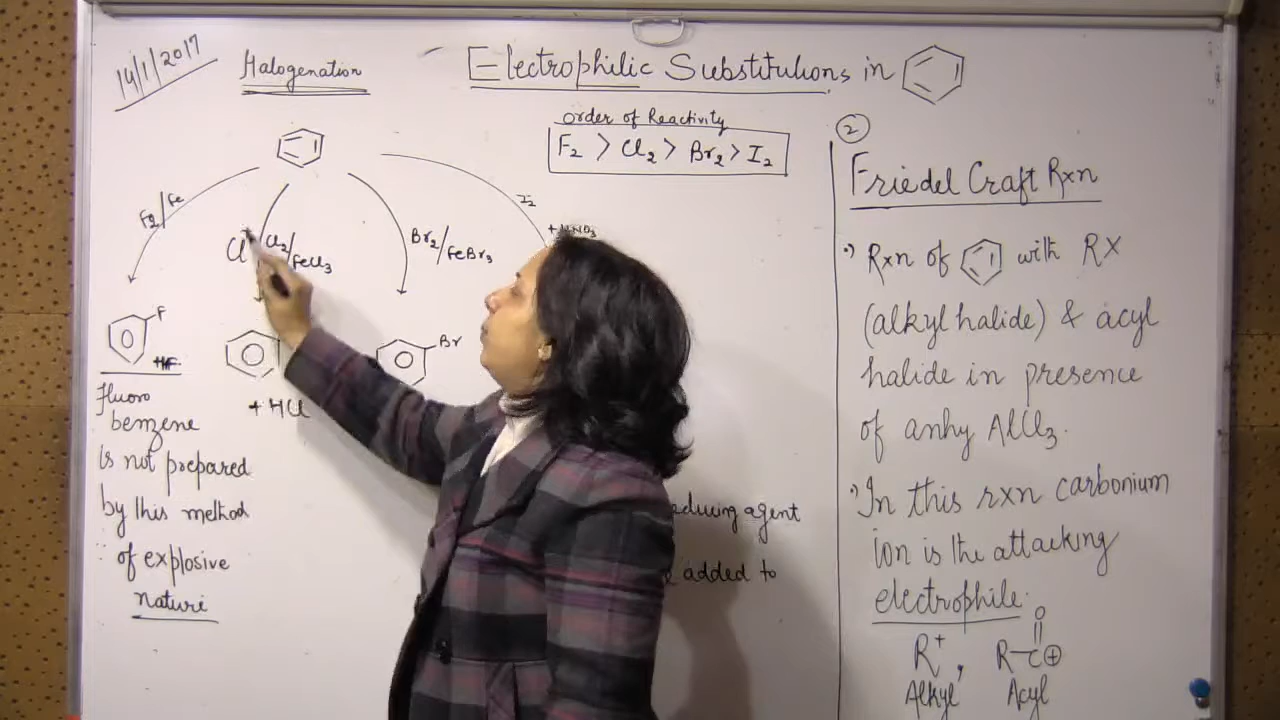 14/1/2017
Halogenation
Electrophilic Substitutions in
order of Reactivity
F2 > Cl2 > Br2 > I2
F2/Fe
Cl
Cl2/FeCl3
Br2/FeBr3
I2
+ HNO3
F
+HF
Br
+ HCl
Fluoro
benzene
is not prepared
by this method
∵ of explosive
nature
agent
added to
2
Friedel Craft Rxn
•) Rxn of with RX
(alkyl halide) & acyl
halide in presence
of anhy AlCl3.
•) In this rxn carbonium
ion is the attacking
electrophile.
O
R+, R-C⊕
Alkyl Acyl